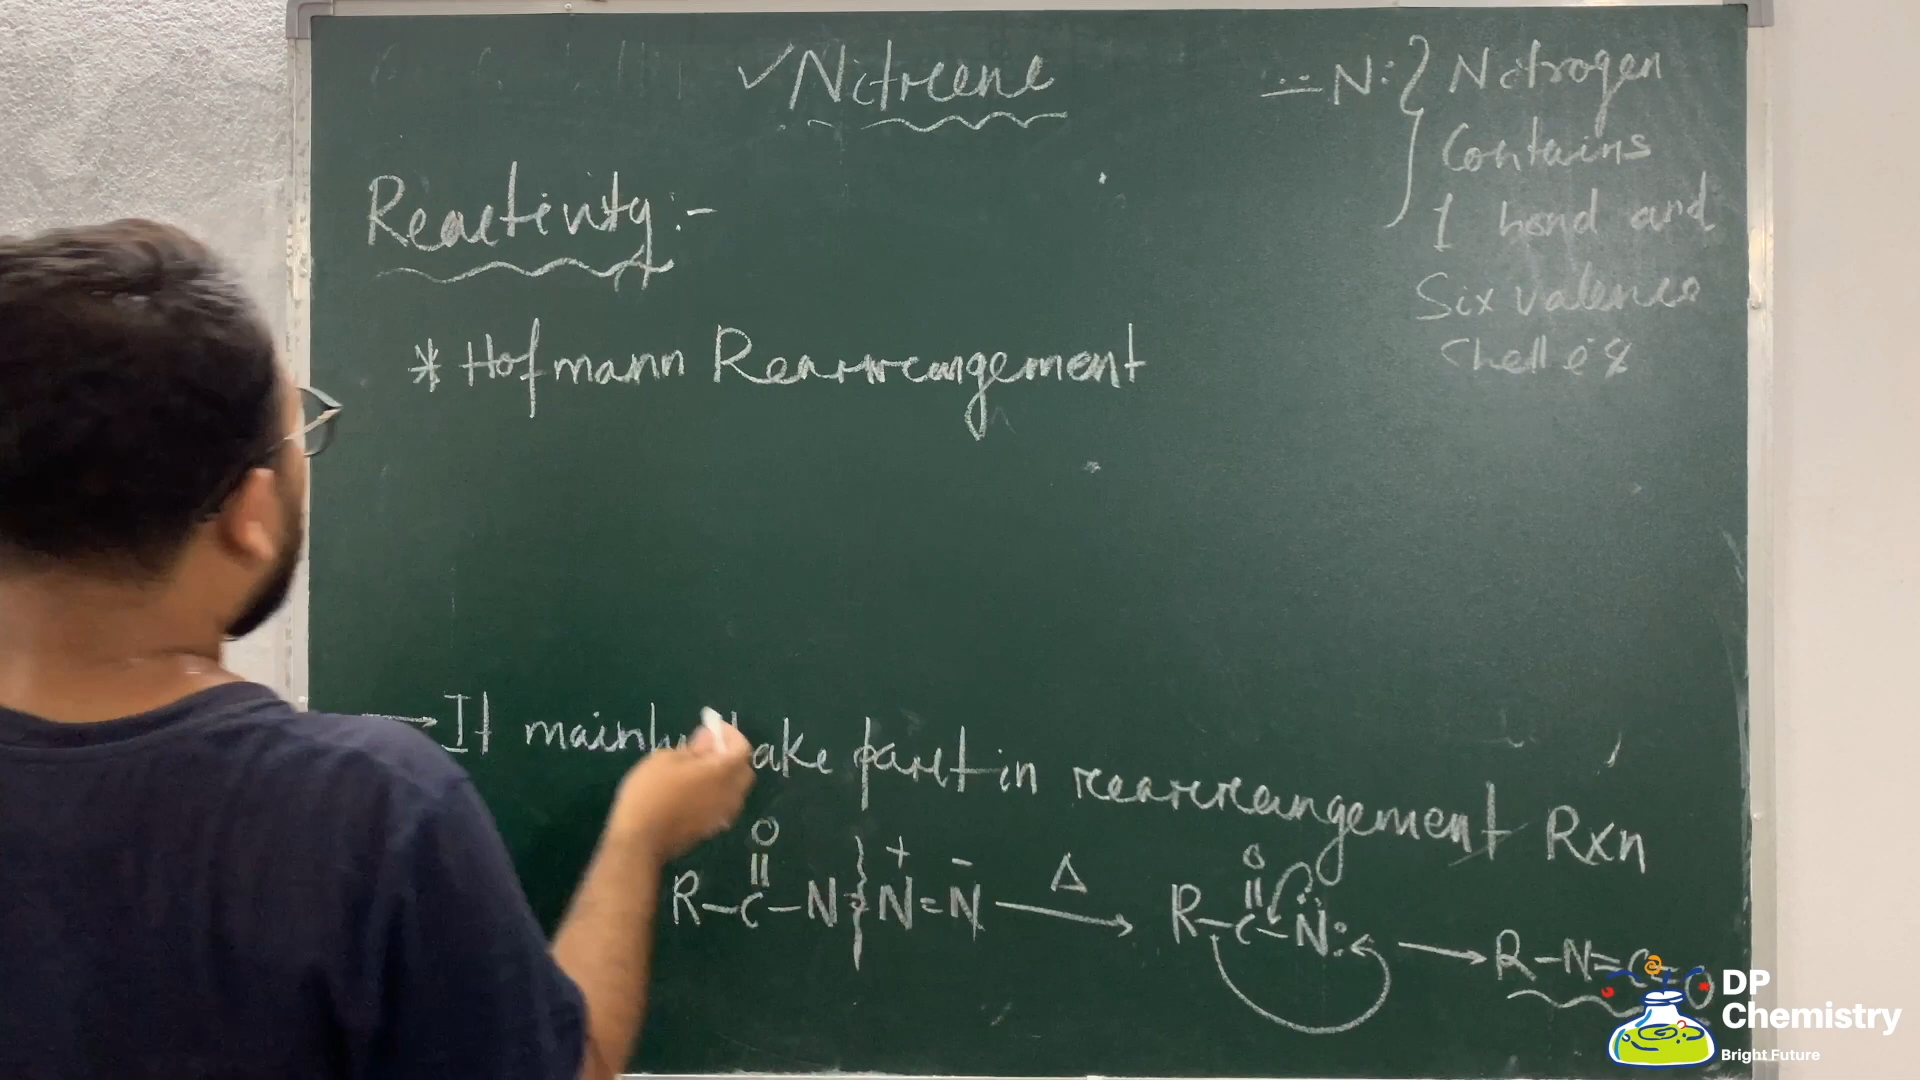 ✓Nitrene
–N̈: } Nitrogen
Contains
1 bond and
Six valence
Shell e⁻s
Reactivity:-
* Hofmann Rearrangement
→ It mainly take part in rearrangement Rxn
O O
R–C–N–N⁺=N⁻ —Δ→ R–C–N̈: → R–N=C=O
DP
Chemistry
Bright Future